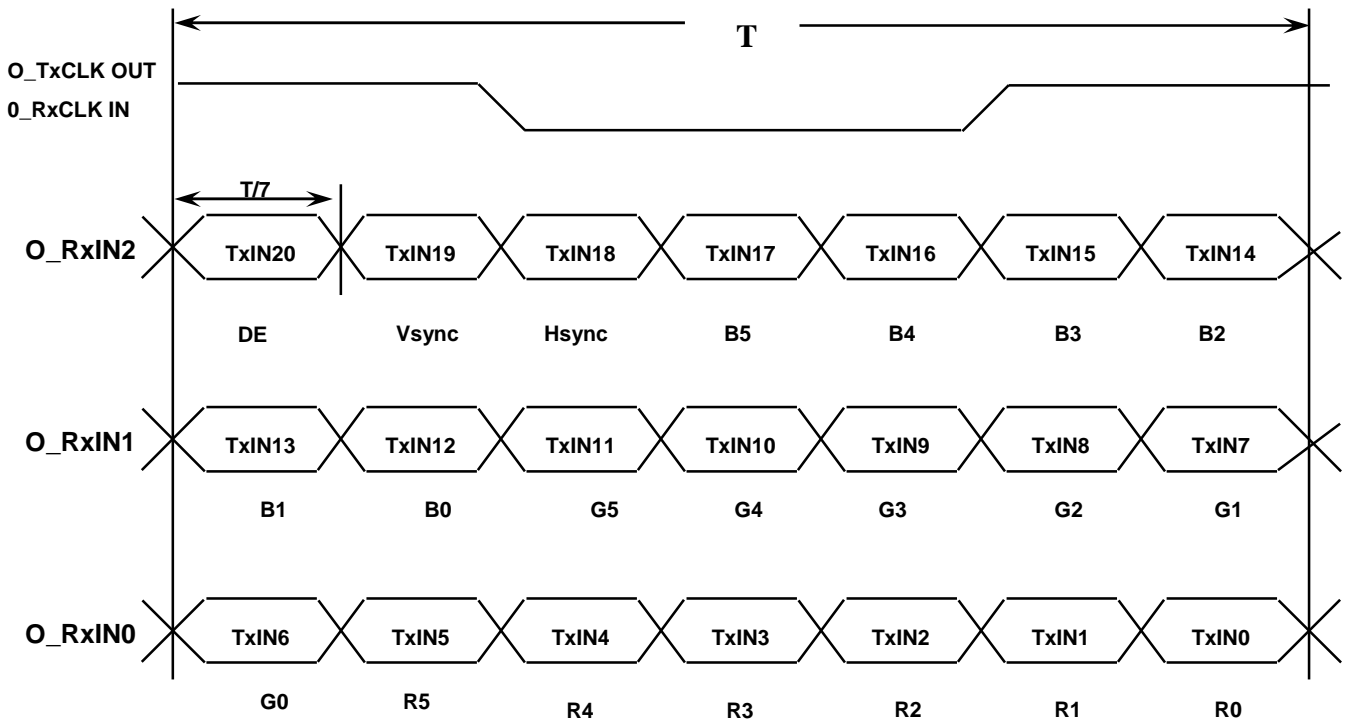 T
O_TxCLK OUT
0_RxCLK IN
T/7
O_RxIN2 TxIN20 TxIN19 TxIN18 TxIN17 TxIN16 TxIN15 TxIN14
DE Vsync Hsync B5 B4 B3 B2
O_RxIN1 TxIN13 TxIN12 TxIN11 TxIN10 TxIN9 TxIN8 TxIN7
B1 B0 G5 G4 G3 G2 G1
O_RxIN0 TxIN6 TxIN5 TxIN4 TxIN3 TxIN2 TxIN1 TxIN0
G0 R5 R4 R3 R2 R1 R0